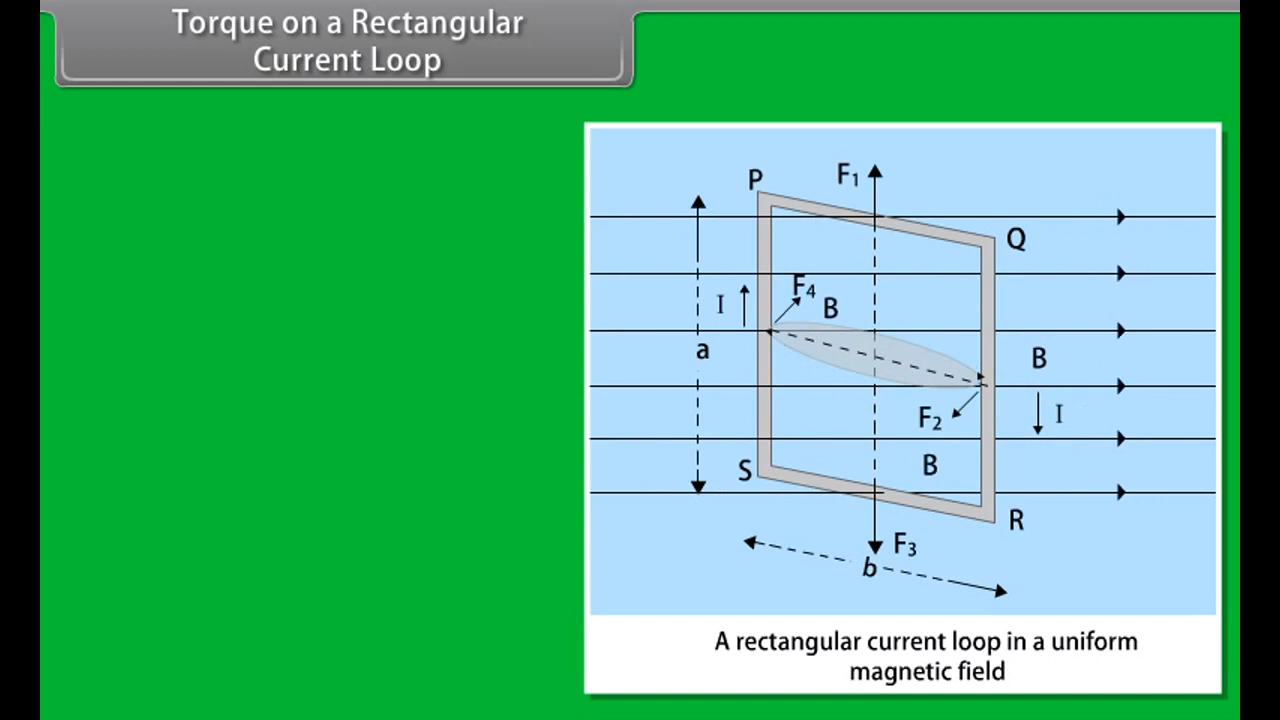 Torque on a Rectangular
Current Loop
P
F₁
Q
F₄
B
I
a
B
F₂
I
S
B
R
F₃
b
A rectangular current loop in a uniform
magnetic field